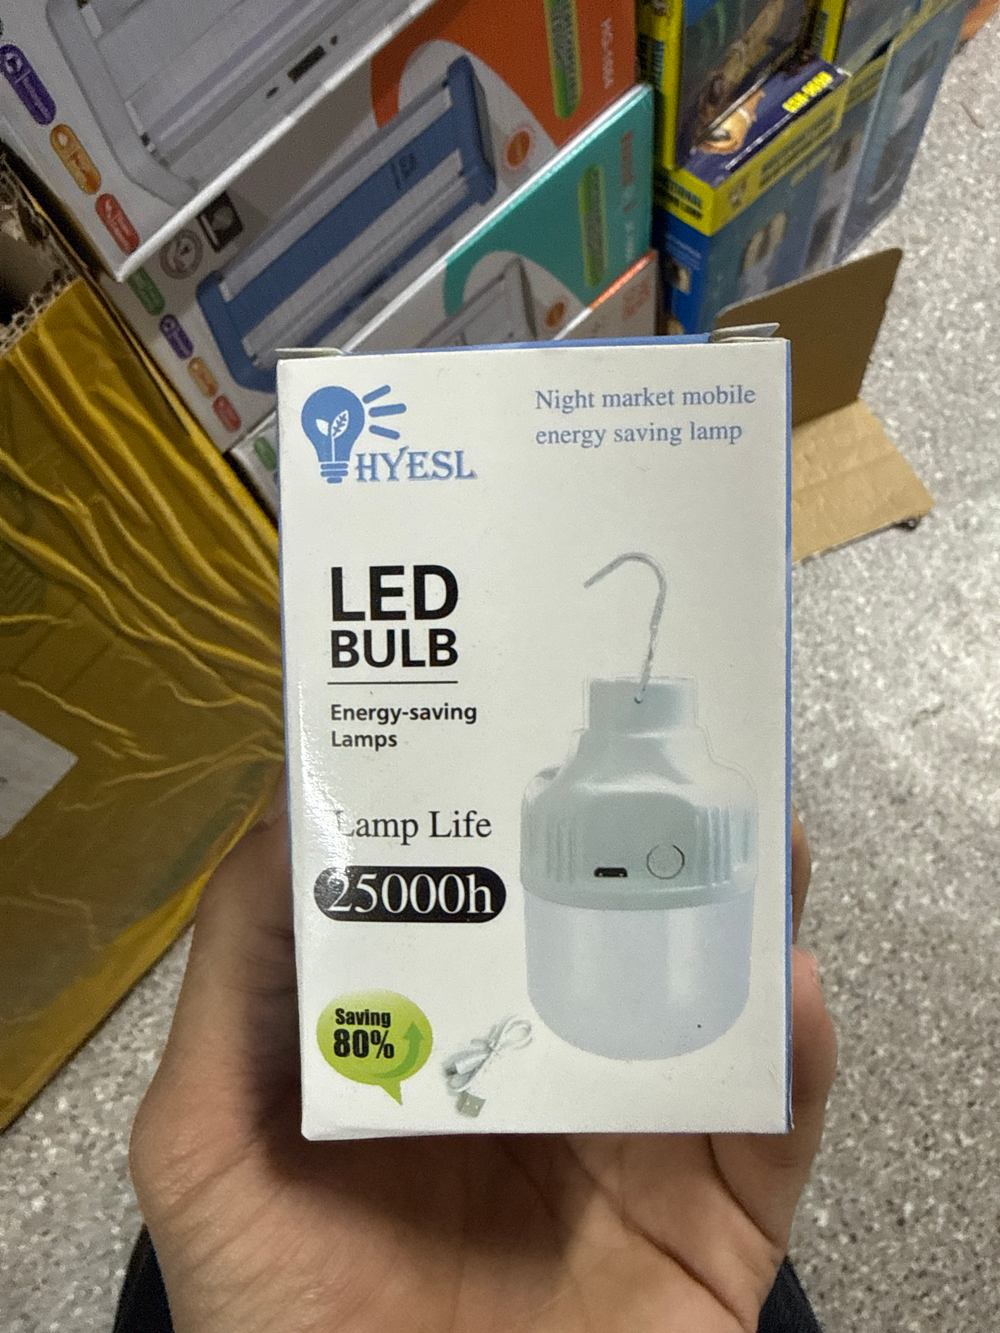 HYESL
Night market mobile
energy saving lamp
LED
BULB
Energy-saving
Lamps
Lamp Life
25000h
Saving
80%